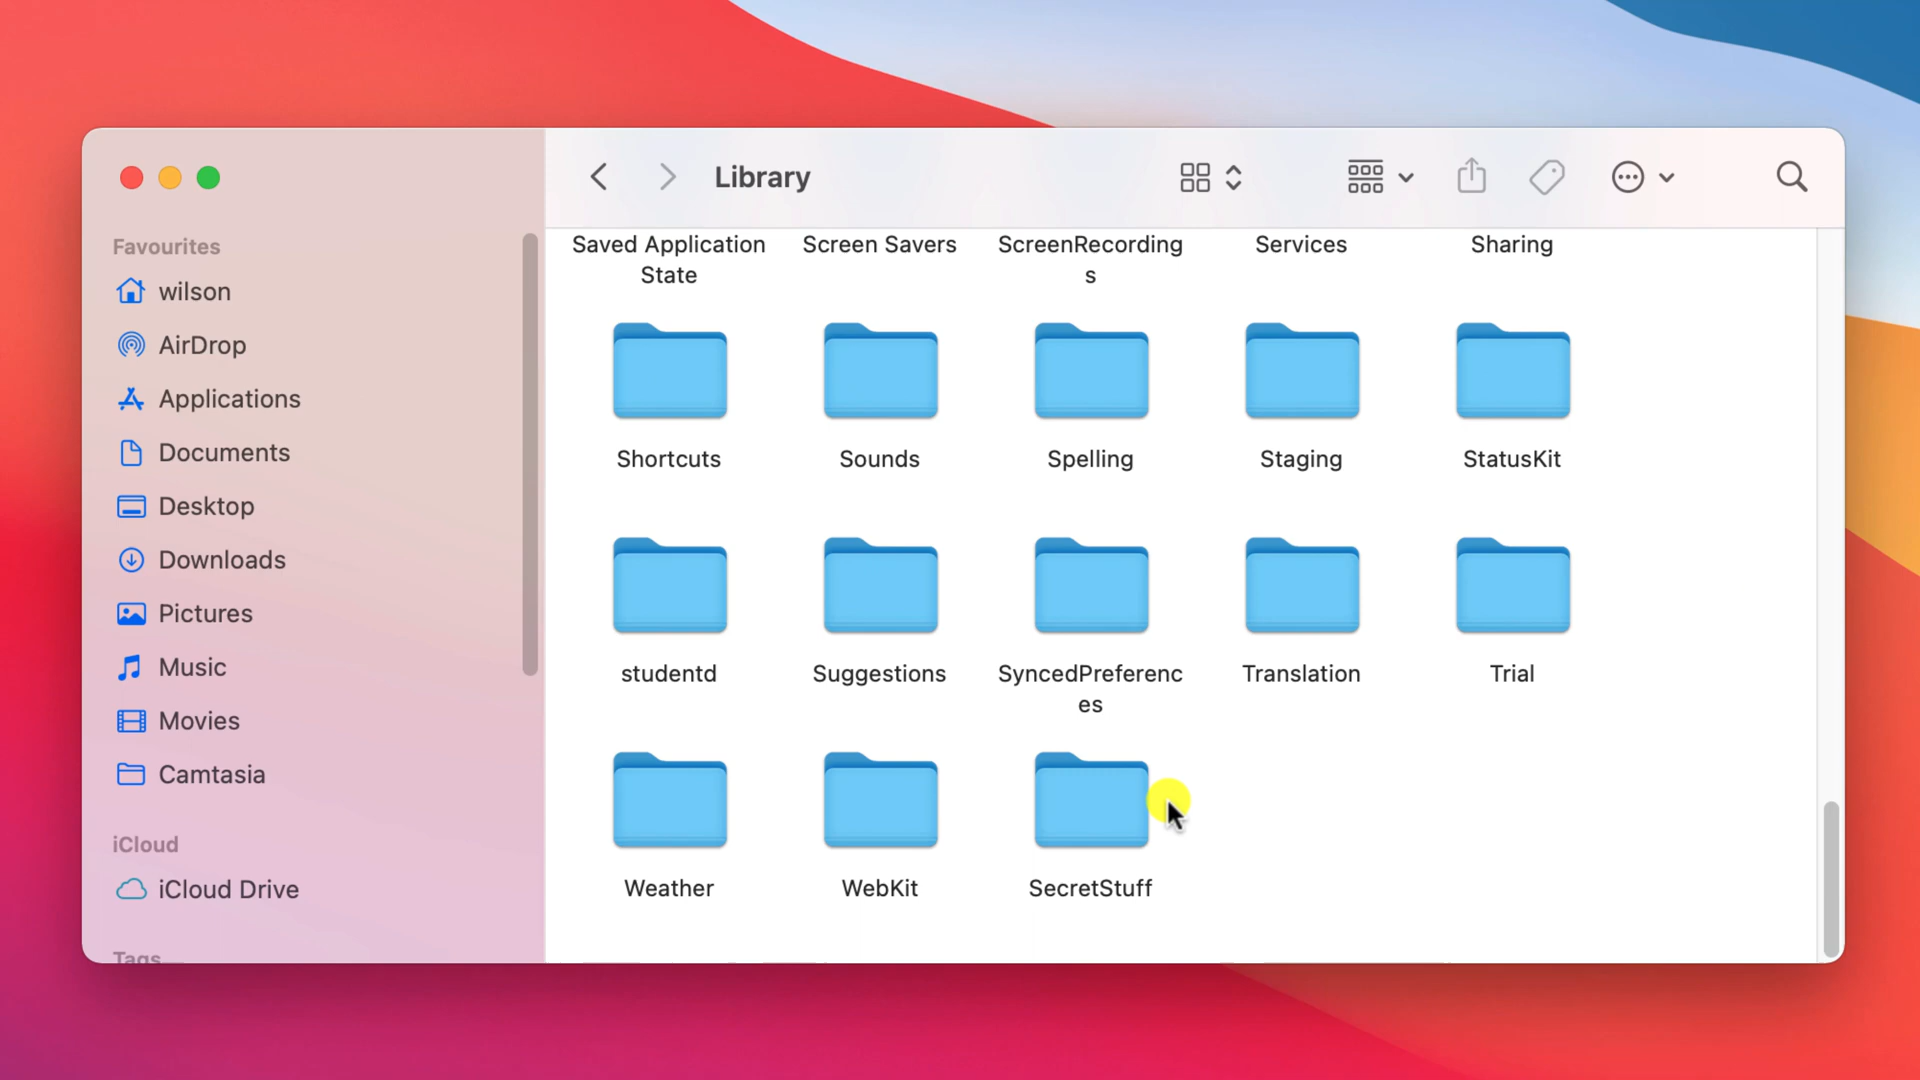 Library
Favourites
wilson
AirDrop
Applications
Documents
Desktop
Downloads
Pictures
Music
Movies
Camtasia
iCloud
iCloud Drive
Tags
Saved Application
State
Screen Savers
ScreenRecording
s
Services
Sharing
Shortcuts
Sounds
Spelling
Staging
StatusKit
studentd
Suggestions
SyncedPreferenc
es
Translation
Trial
Weather
WebKit
SecretStuff